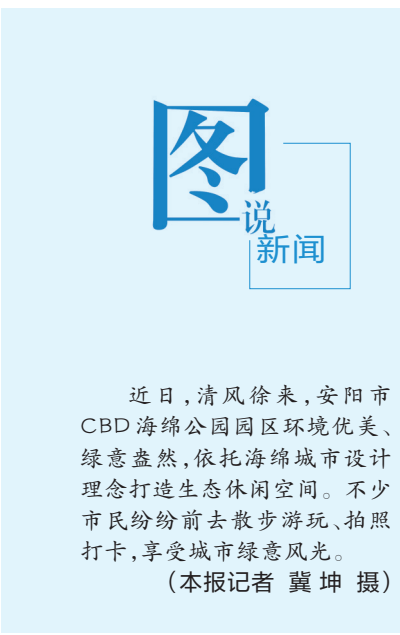 图
说
新闻
近日，清风徐来，安阳市
CBD海绵公园园区环境优美、
绿意盎然，依托海绵城市设计
理念打造生态休闲空间。不少
市民纷纷前去散步游玩、拍照
打卡，享受城市绿意风光。
（本报记者 冀 坤 摄）